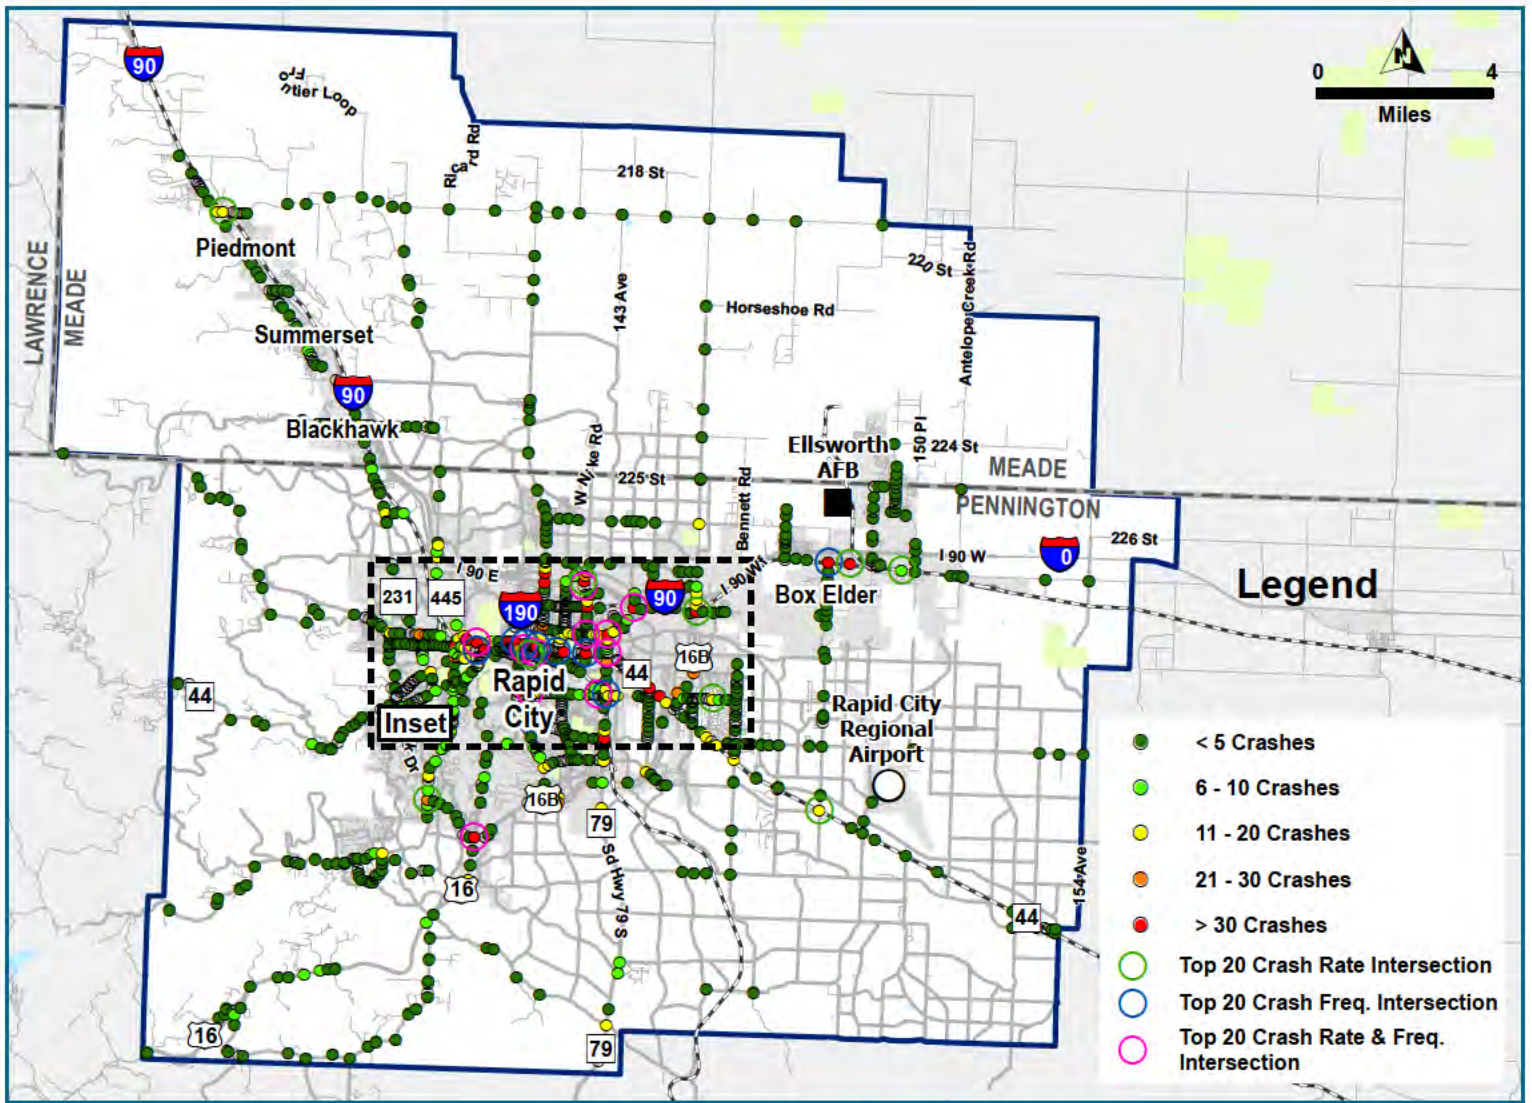 90
Frontier Loop
N
0 4
Miles
Ricard Rd
218 St
Piedmont
LAWRENCE
MEADE
220 St
Antelope Creek Rd
143 Ave
Horseshoe Rd
Summerset
90
Blackhawk
Ellsworth
AFB
150 Pl
224 St
MEADE
W Nike Rd
225 St
Bennett Rd
PENNINGTON
226 St
I 90 W
0
I 90 E
I 90 W
Legend
231
445
190
90
Box Elder
16B
44
44
Rapid
City
Inset
Rapid City
Regional
Airport
k Dr
16B
79
Sd Hwy 79 S
154 Ave
16
44
16
79
< 5 Crashes
6 - 10 Crashes
11 - 20 Crashes
21 - 30 Crashes
> 30 Crashes
Top 20 Crash Rate Intersection
Top 20 Crash Freq. Intersection
Top 20 Crash Rate & Freq.
Intersection